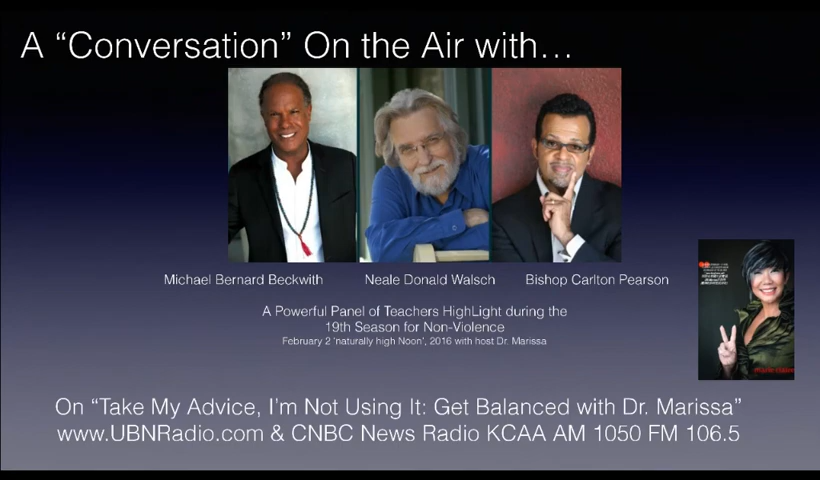 A “Conversation” On the Air with…
Michael Bernard Beckwith
Neale Donald Walsch
Bishop Carlton Pearson
A Powerful Panel of Teachers HighLight during the
19th Season for Non-Violence
February 2 ‘naturally high Noon’, 2016 with host Dr. Marissa
On “Take My Advice, I’m Not Using It: Get Balanced with Dr. Marissa”
www.UBNRadio.com & CNBC News Radio KCAA AM 1050 FM 106.5